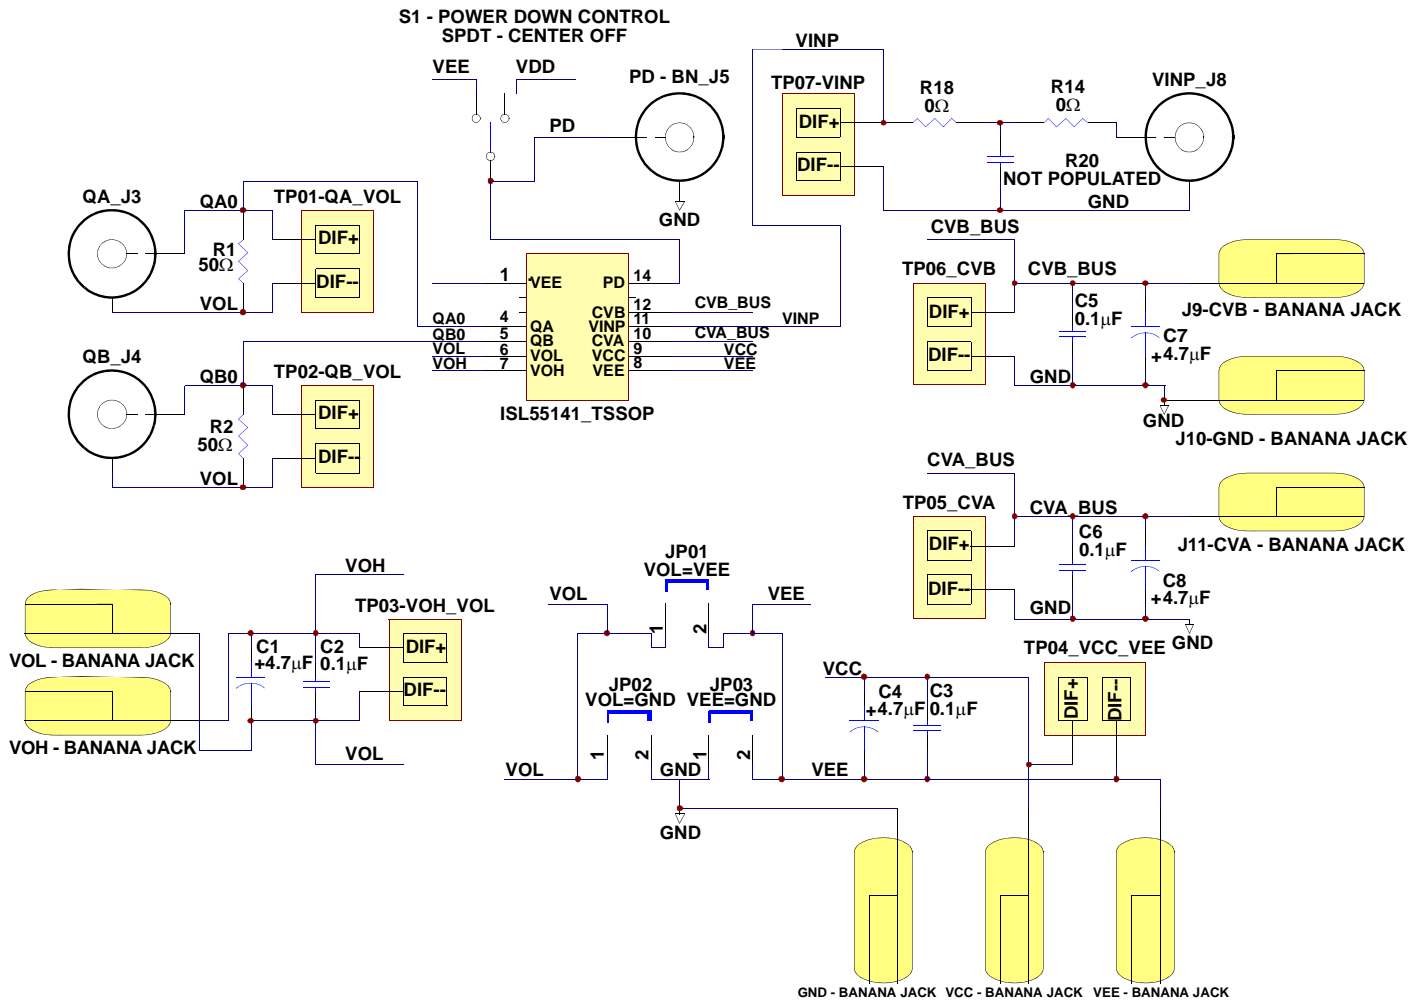 S1 - POWER DOWN CONTROL
SPDT - CENTER OFF
VEE
VDD
PD - BN_J5
PD
GND
VINP
TP07-VINP
DIF+
DIF--
R18
0Ω
R14
0Ω
VINP_J8
R20
NOT POPULATED
GND
QA_J3
QA0
TP01-QA_VOL
R1
50Ω
DIF+
DIF--
VOL
QB_J4
QB0
TP02-QB_VOL
R2
50Ω
DIF+
DIF--
VOL
1
VEE
PD
14
QA0
4
QA
QB0
5
QB
VOL
6
VOL
VOH
7
VOH
CVB
12
CVB_BUS
VINP
11
VINP
CVA
10
CVA_BUS
VCC
9
VCC
VEE
8
VEE
ISL55141_TSSOP
CVB_BUS
TP06_CVB
CVB_BUS
DIF+
DIF--
C5
0.1µF
C7
+4.7µF
GND
J9-CVB - BANANA JACK
GND
J10-GND - BANANA JACK
CVA_BUS
TP05_CVA
CVA_BUS
DIF+
DIF--
C6
0.1µF
C8
+4.7µF
GND
J11-CVA - BANANA JACK
GND
VOH
TP03-VOH_VOL
VOL - BANANA JACK
C1
+4.7µF
C2
0.1µF
DIF+
DIF--
VOH - BANANA JACK
VOL
JP01
VOL=VEE
VOL
VEE
1
2
JP02
VOL=GND
JP03
VEE=GND
VOL
1
2
GND
1
2
VEE
GND
VCC
C4
+4.7µF
C3
0.1µF
TP04_VCC_VEE
DIF+
DIF--
GND - BANANA JACK
VCC - BANANA JACK
VEE - BANANA JACK